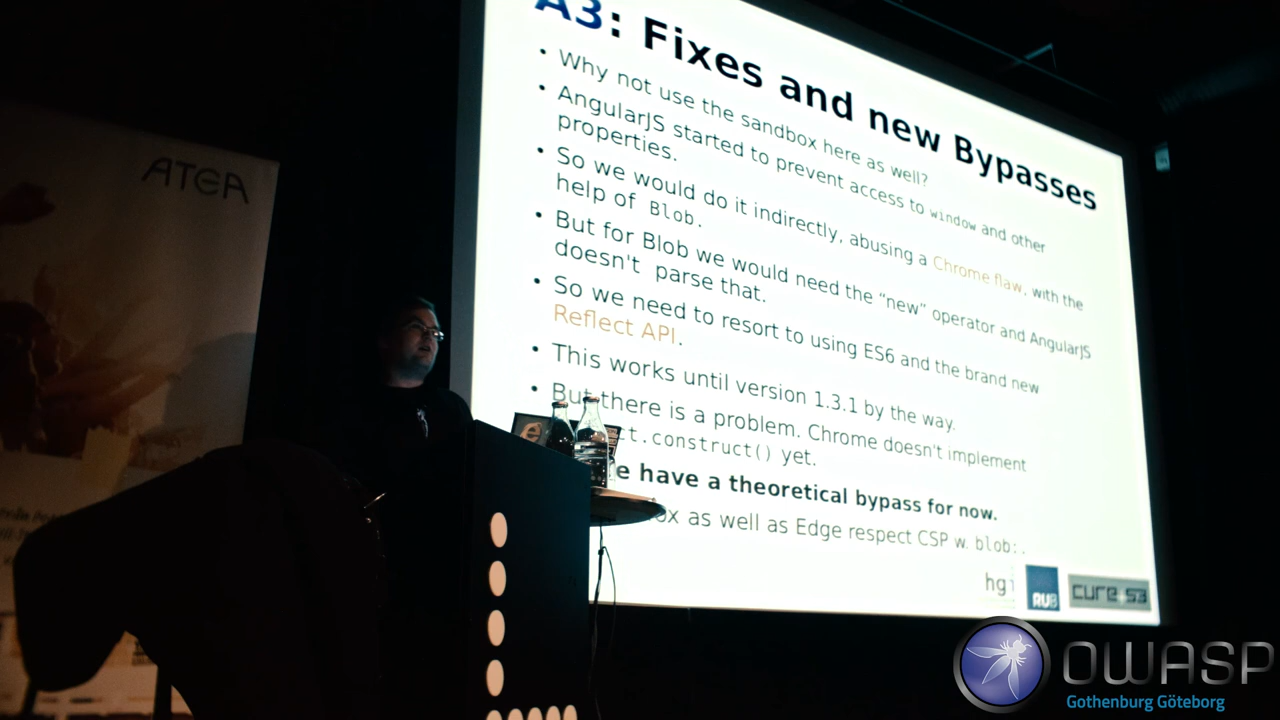 ATEA
A3: Fixes and new Bypasses
• Why not use the sandbox here as well?
• AngularJS started to prevent access to window and other
properties.
• So we would do it indirectly, abusing a Chrome flaw, with the
help of Blob.
• But for Blob we would need the “new” operator and AngularJS
doesn't parse that.
• So we need to resort to using ES6 and the brand new
Reflect API.
• This works until version 1.3.1 by the way.
• But there is a problem. Chrome doesn't implement
ct.construct() yet.
e have a theoretical bypass for now.
ox as well as Edge respect CSP w. blob:.
hgi
RUB
CURE+53
OWASP
Gothenburg Göteborg